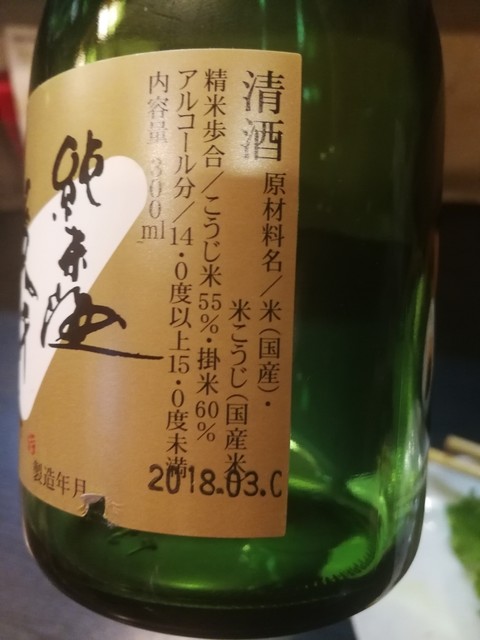 清酒
原材料名／米（国産）・
米こうじ（国産米
精米歩合／こうじ米55%・掛米60%
アルコール分／14・0度以上15・0度未満
内容量 300ml
純米酒
製造年月
2018.03.C